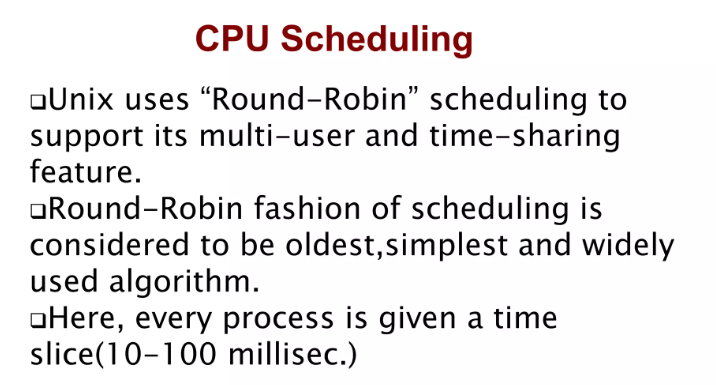 CPU Scheduling
❑Unix uses “Round-Robin” scheduling to
support its multi-user and time-sharing
feature.
❑Round-Robin fashion of scheduling is
considered to be oldest,simplest and widely
used algorithm.
❑Here, every process is given a time
slice(10-100 millisec.)